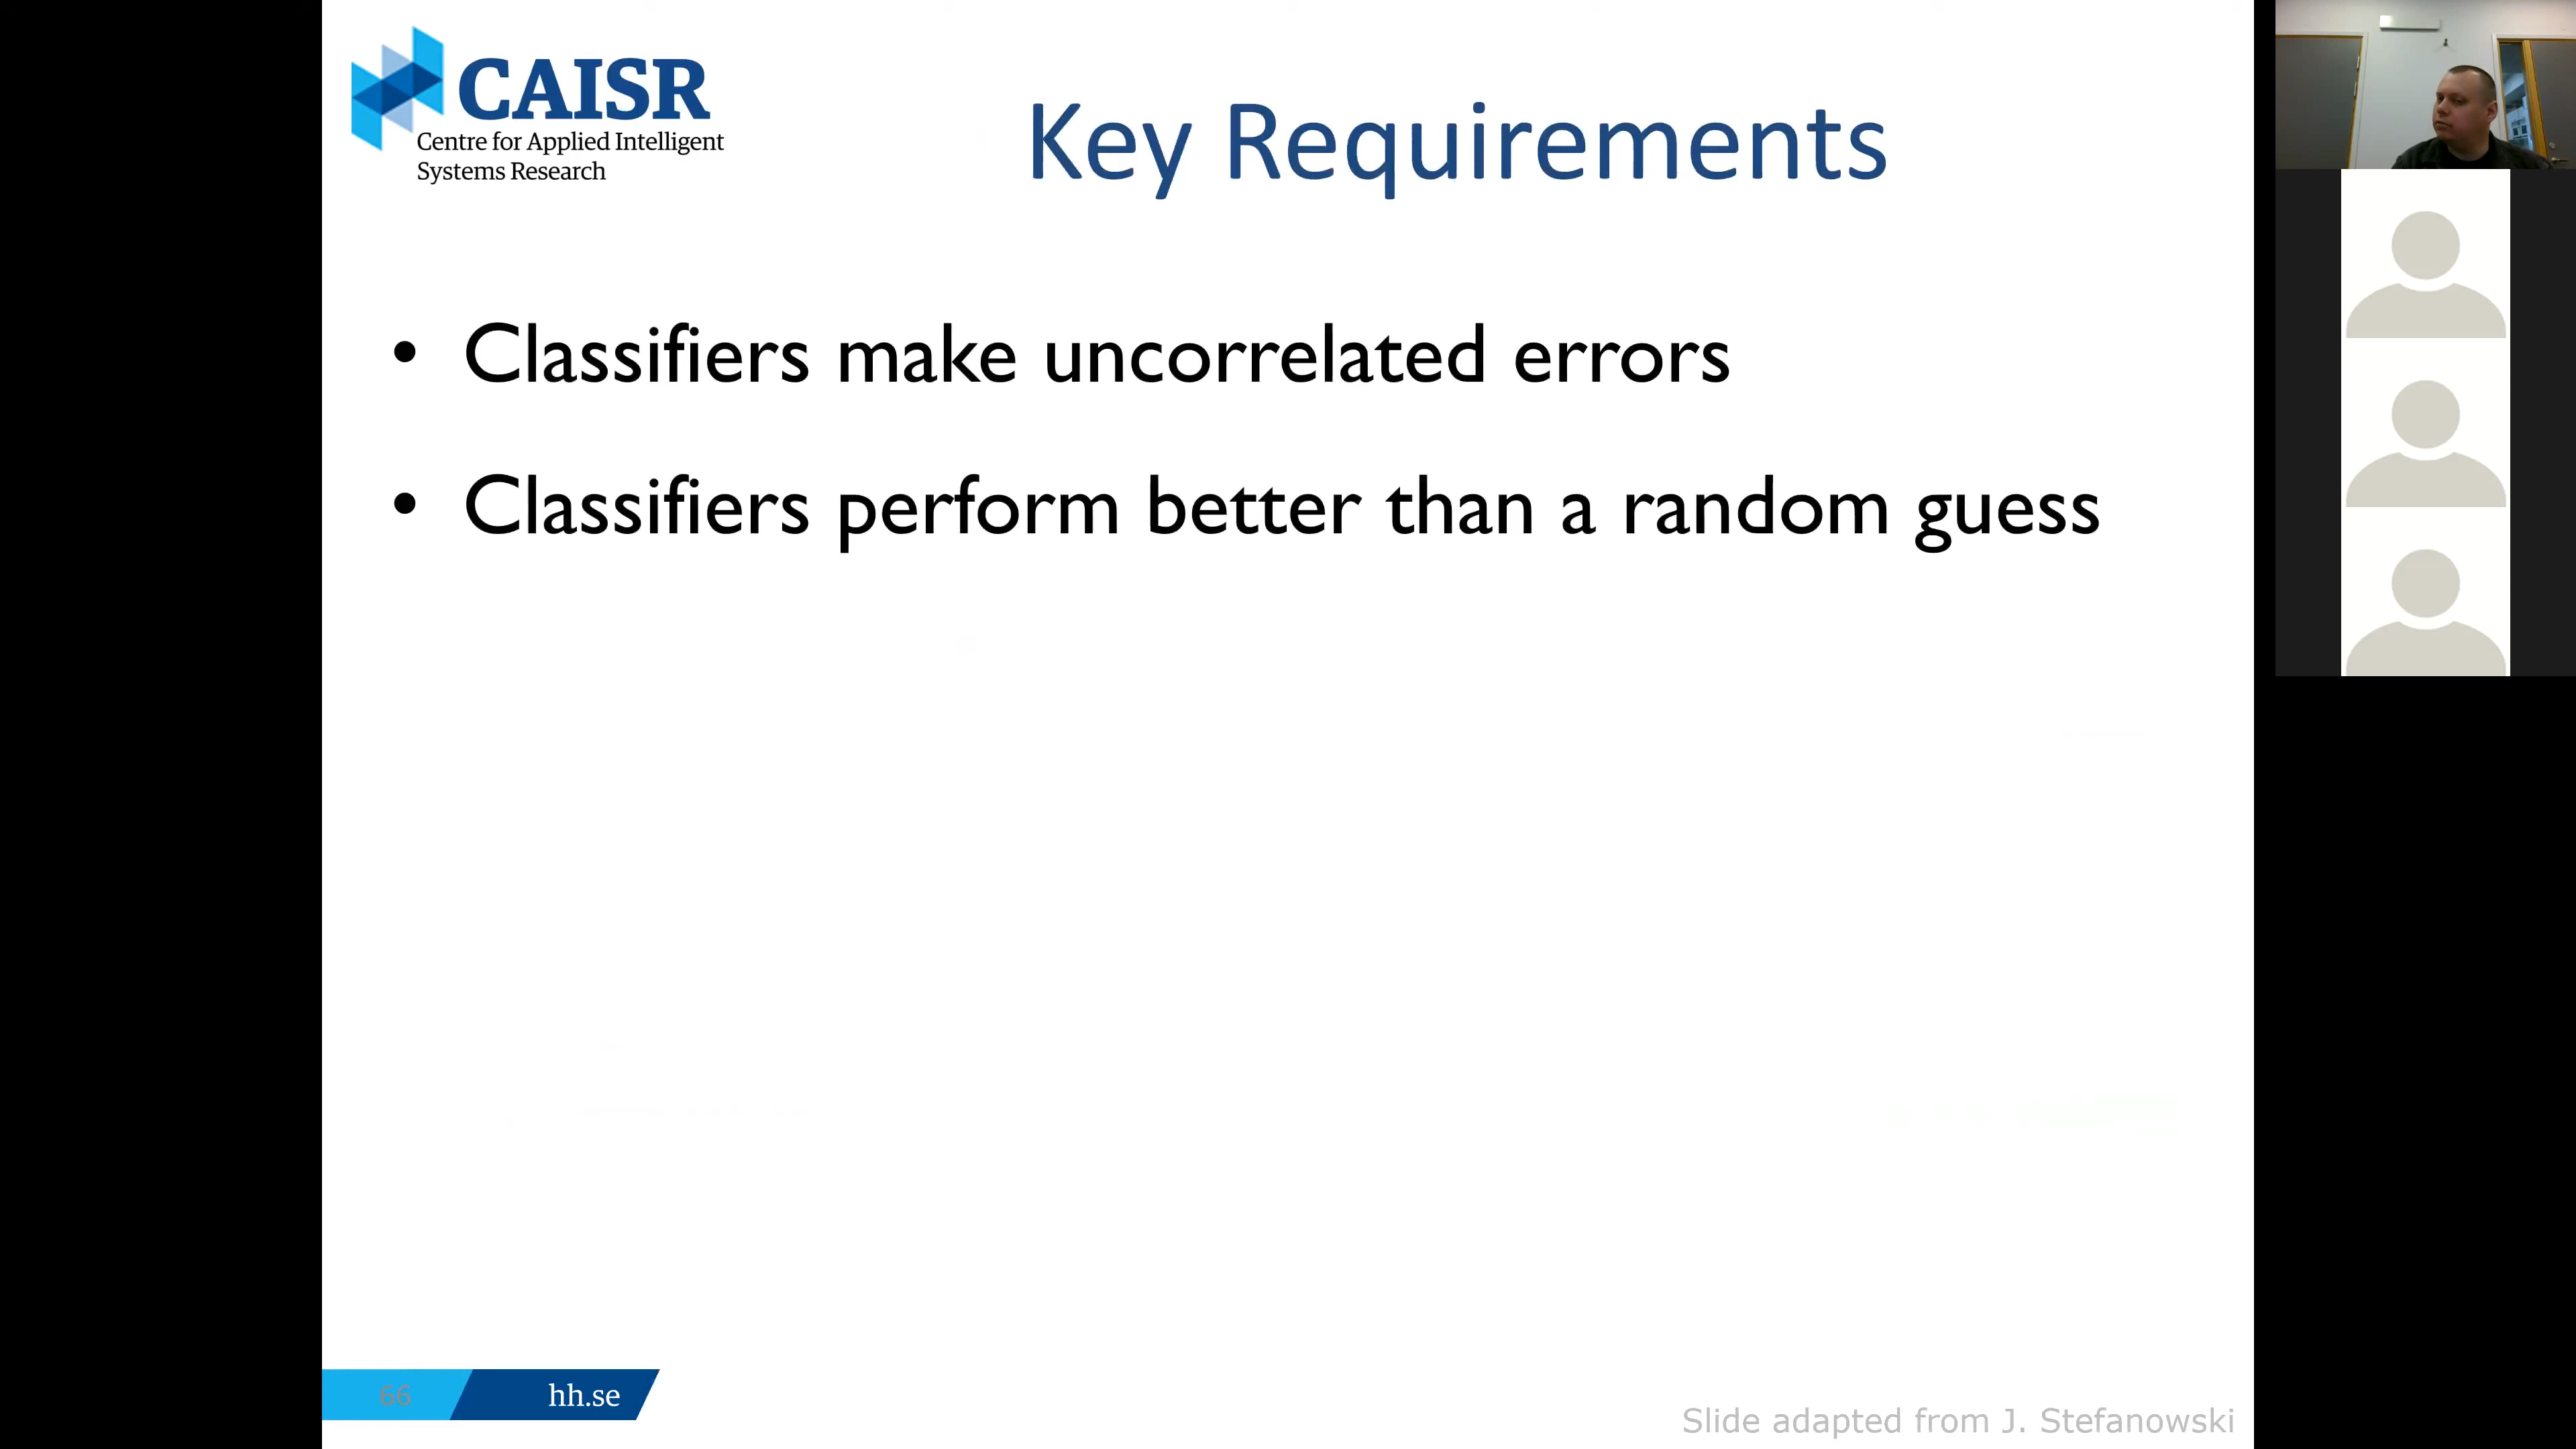 CAISR
Centre for Applied Intelligent
Systems Research
Key Requirements
• Classifiers make uncorrelated errors
• Classifiers perform better than a random guess
66
hh.se
Slide adapted from J. Stefanowski